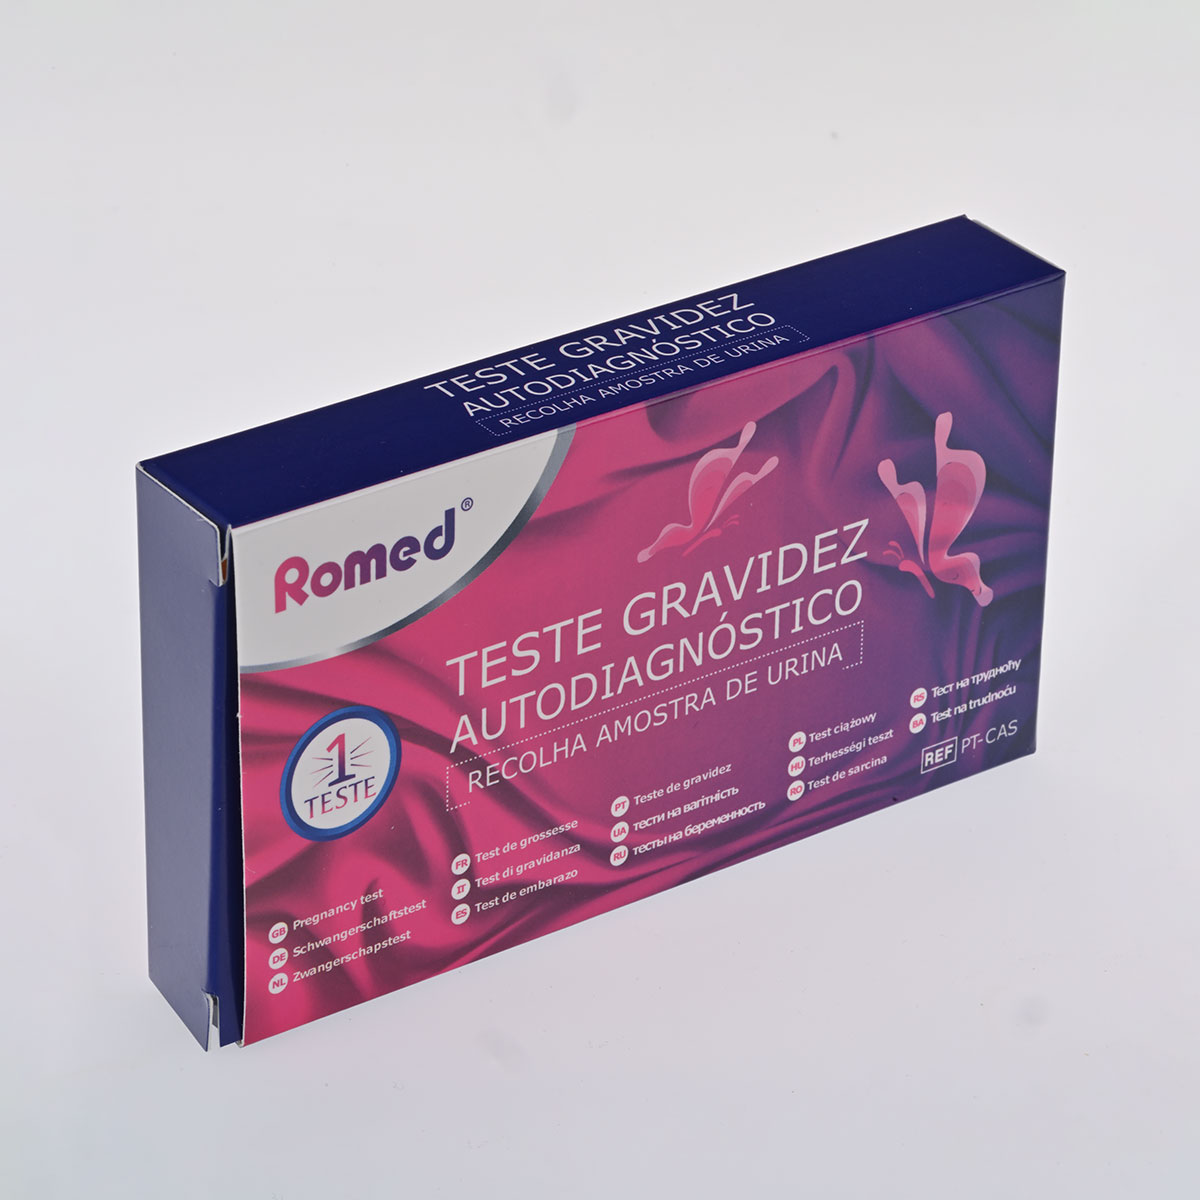 TESTE GRAVIDEZ
AUTODIAGNÓSTICO
RECOLHA AMOSTRA DE URINA
Romed®
TESTE GRAVIDEZ
AUTODIAGNÓSTICO
RECOLHA AMOSTRA DE URINA
1
TESTE
GB Pregnancy test
DE Schwangerschaftstest
NL Zwangerschapstest
FR Test de grossesse
IT Test di gravidanza
ES Test de embarazo
PT Teste de gravidez
UA тести на вагітність
RU тесты на беременность
PL Test ciążowy
HU Terhességi teszt
RO Test de sarcina
RS Тест на трудноћу
BA Test na trudnoću
REF PT-CAS